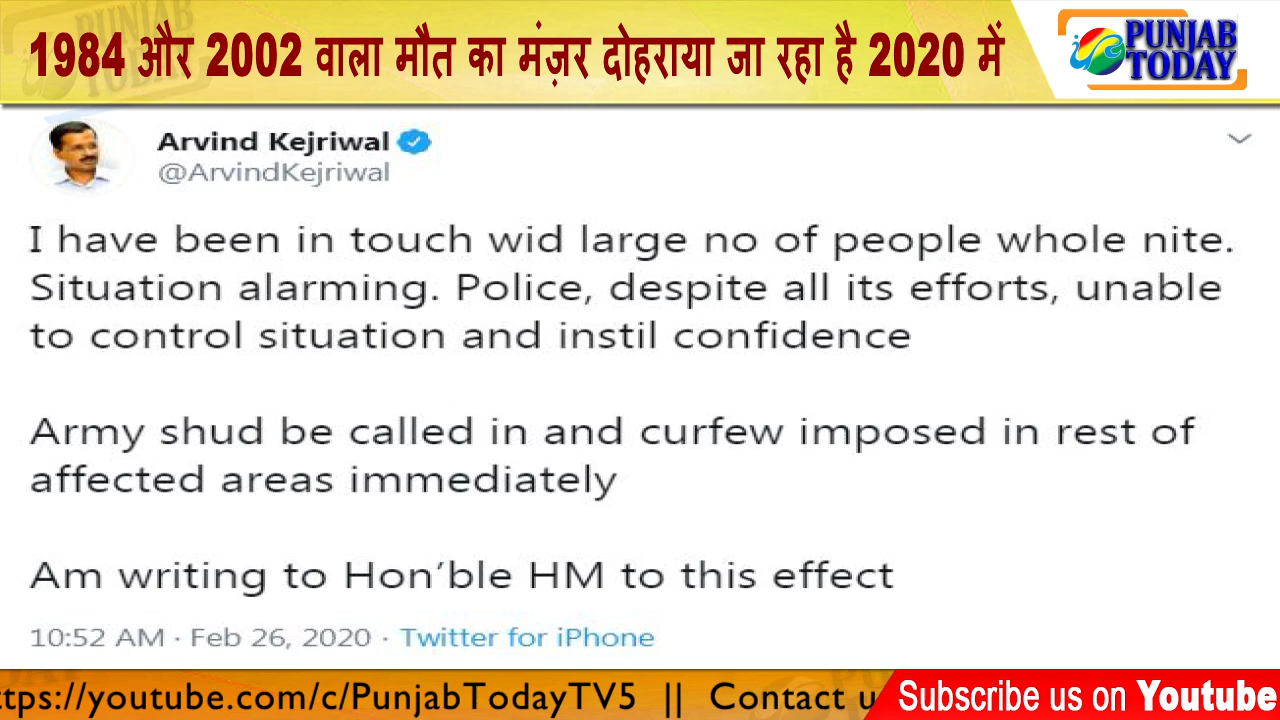 1984 और 2002 वाला मौत का मंज़र दोहराया जा रहा है 2020 में
PUNJAB
TODAY
Arvind Kejriwal
@ArvindKejriwal
I have been in touch wid large no of people whole nite.
Situation alarming. Police, despite all its efforts, unable
to control situation and instil confidence
Army shud be called in and curfew imposed in rest of
affected areas immediately
Am writing to Hon'ble HM to this effect
10:52 AM · Feb 26, 2020 · Twitter for iPhone
ttps://youtube.com/c/PunjabTodayTV5 || Contact u
Subscribe us on Youtube